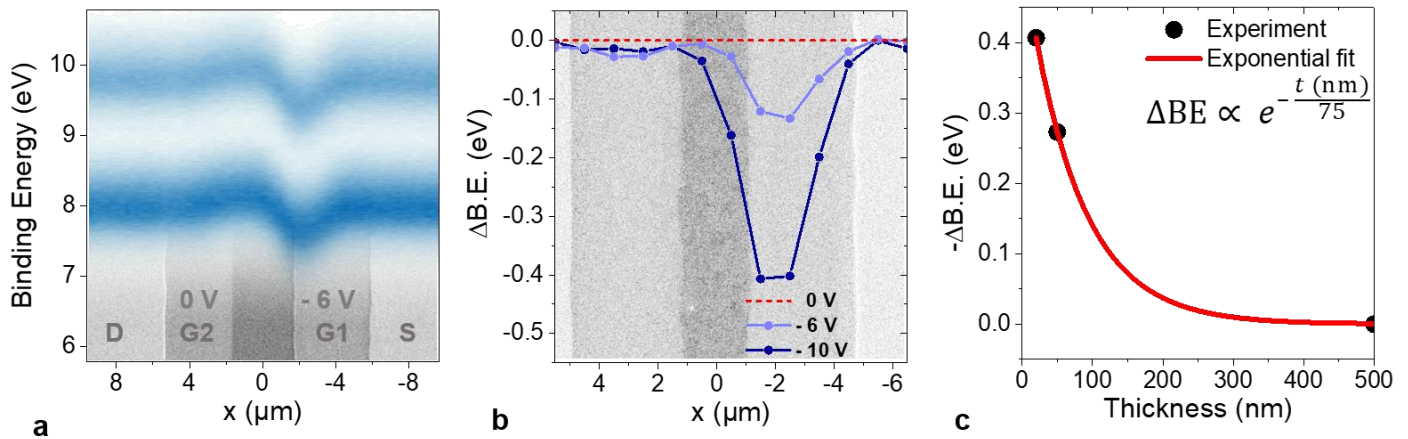 Binding Energy (eV)
10
9
8
7
6
0 V
- 6 V
D
G2
G1
S
8
4
0
-4
-8
x (μm)
a
ΔB.E. (eV)
0.0
-0.1
-0.2
-0.3
-0.4
-0.5
0 V
- 6 V
- 10 V
4
2
0
-2
-4
-6
x (μm)
b
-ΔB.E. (eV)
0.4
0.3
0.2
0.1
0.0
Experiment
Exponential fit
ΔBE ∝ e^{-\frac{t (nm)}{75}}
0
100
200
300
400
500
Thickness (nm)
c